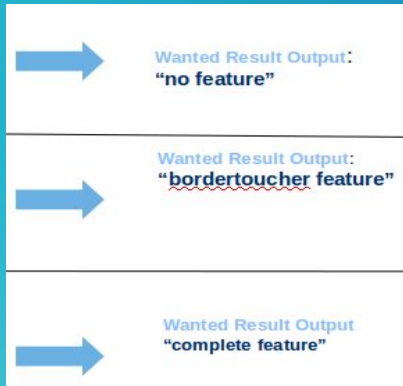 Wanted Result Output:
“no feature”
Wanted Result Output:
“bordertoucher feature”
Wanted Result Output
“complete feature”